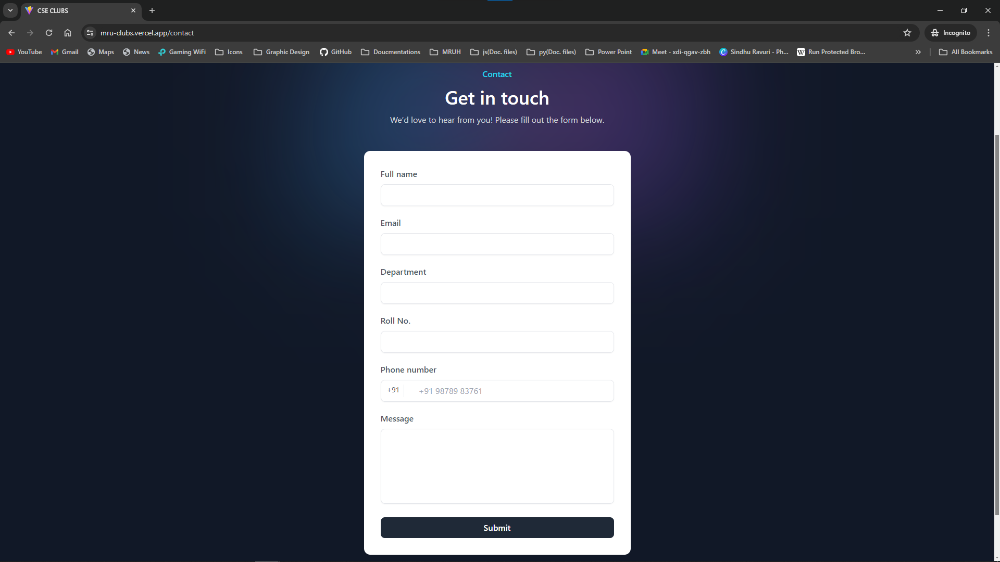 CSE CLUBS
mru-clubs.vercel.app/contact
Incognito
YouTube Gmail Maps News Gaming WiFi Icons Graphic Design GitHub Doucmentations MRUH js(Doc. files) py(Doc. files) Power Point Meet - xdi-qgav-zbh Sindhu Ravuri - Ph... Run Protected Bro... All Bookmarks
Contact
Get in touch
We’d love to hear from you! Please fill out the form below.
Full name
Email
Department
Roll No.
Phone number
+91 +91 98789 83761
Message
Submit